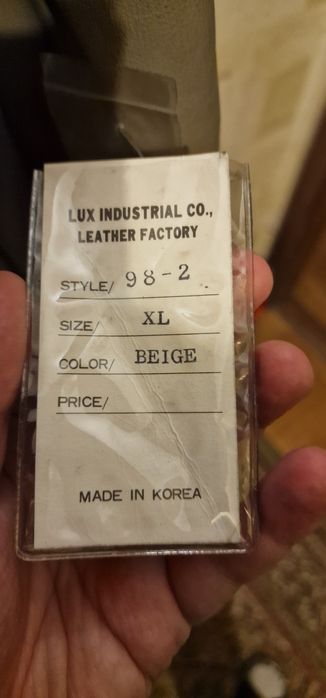 LUX INDUSTRIAL CO.,
LEATHER FACTORY
STYLE/ 98-2
SIZE/ XL
COLOR/ BEIGE
PRICE/
MADE IN KOREA